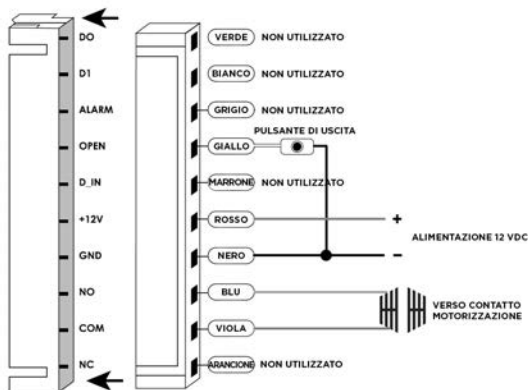 DO VERDE NON UTILIZZATO
D1 BIANCO NON UTILIZZATO
ALARM GRIGIO NON UTILIZZATO
PULSANTE DI USCITA
OPEN GIALLO
D_IN MARRONE NON UTILIZZATO
+12V ROSSO +
ALIMENTAZIONE 12 VDC
GND NERO -
NO BLU
VERSO CONTATTO
MOTORIZZAZIONE
COM VIOLA
NC ARANCIONE NON UTILIZZATO